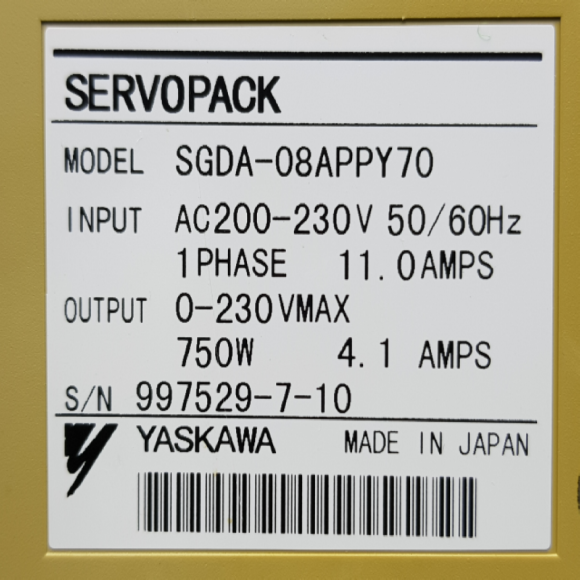 SERVOPACK
MODEL SGDA-08APPY70
INPUT AC200-230V 50/60Hz
1PHASE 11.0AMPS
OUTPUT 0-230VMAX
750W 4.1 AMPS
S/N 997529-7-10
YASKAWA MADE IN JAPAN